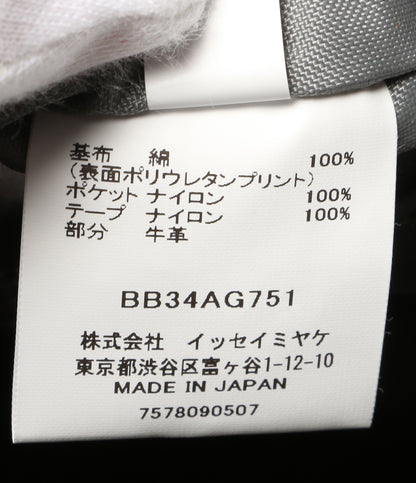 基布 綿 100%
(表面ポリウレタンプリント)
ポケット ナイロン 100%
テープ ナイロン 100%
部分 牛革
BB34AG751
株式会社 イッセイミヤケ
東京都渋谷区富ヶ谷1-12-10
MADE IN JAPAN
7578090507